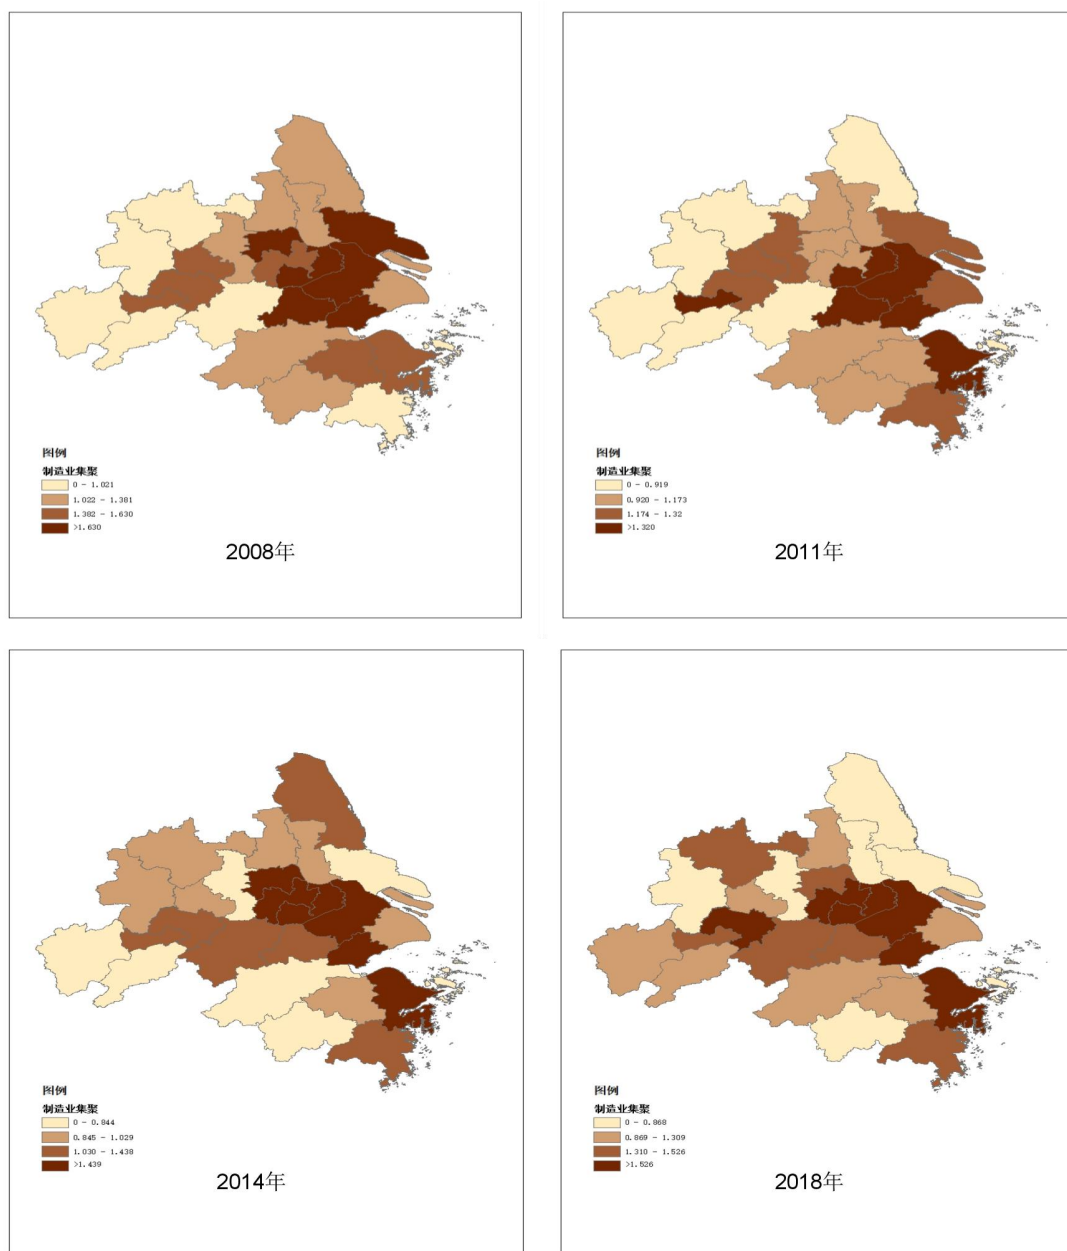 图例
制造业集聚
0 - 1.021
1.022 - 1.381
1.382 - 1.630
>1.630
2008年
图例
制造业集聚
0 - 0.919
0.920 - 1.173
1.174 - 1.32
>1.320
2011年
图例
制造业集聚
0 - 0.844
0.845 - 1.029
1.030 - 1.438
>1.439
2014年
图例
制造业集聚
0 - 0.868
0.869 - 1.309
1.310 - 1.526
>1.526
2018年